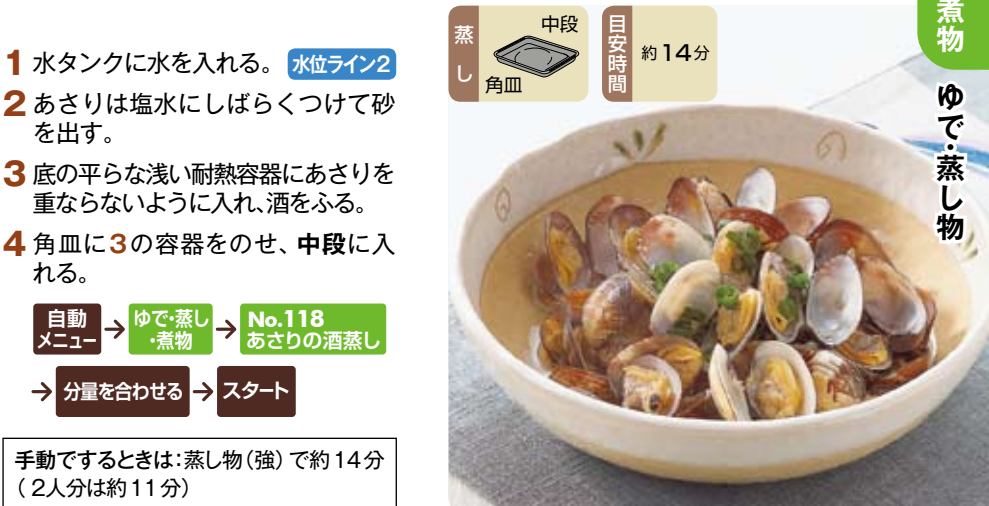 1 水タンクに水を入れる。 水位ライン2
2 あさりは塩水にしばらくつけて砂
を出す。
3 底の平らな浅い耐熱容器にあさりを
重ならないように入れ、酒をふる。
4 角皿に3の容器をのせ、中段に入
れる。
自動
メニュー → ゆで・蒸し
・煮物 → No.118
あさりの酒蒸し
→ 分量を合わせる → スタート
手動でするときは:蒸し物(強)で約14分
(2人分は約11分)
蒸し
中段
角皿
目安時間
約14分
煮物
ゆで・蒸し物